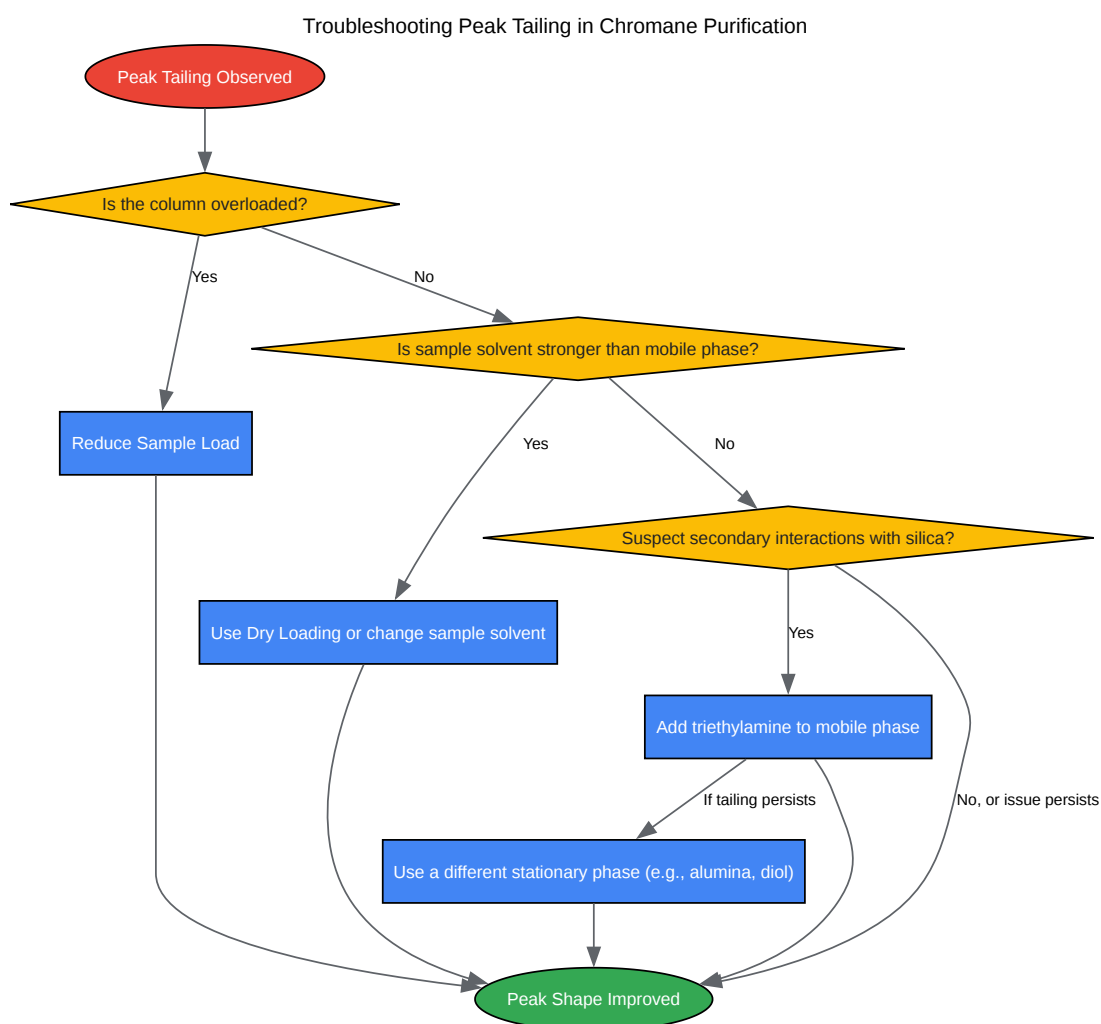 Troubleshooting Peak Tailing in Chromane Purification
Peak Tailing Observed
Is the column overloaded?
Yes
No
Is sample solvent stronger than mobile phase?
Reduce Sample Load
Yes
No
Suspect secondary interactions with silica?
Use Dry Loading or change sample solvent
Yes
Add triethylamine to mobile phase
If tailing persists
No, or issue persists
Use a different stationary phase (e.g., alumina, diol)
Peak Shape Improved